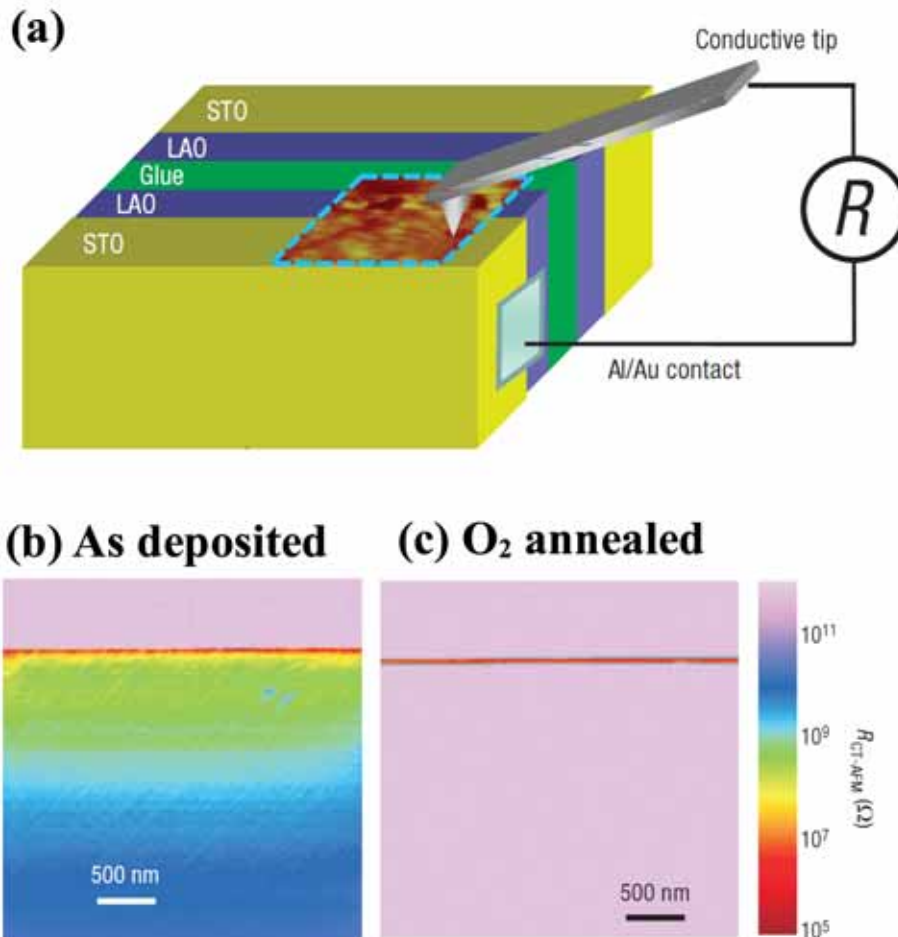 (a)
Conductive tip
STO
LAO
Glue
LAO
STO
R
Al/Au contact
(b) As deposited
(c) O₂ annealed
10¹¹
10⁹
10⁷
10⁵
R_CT-AFM (Ω)
500 nm
500 nm